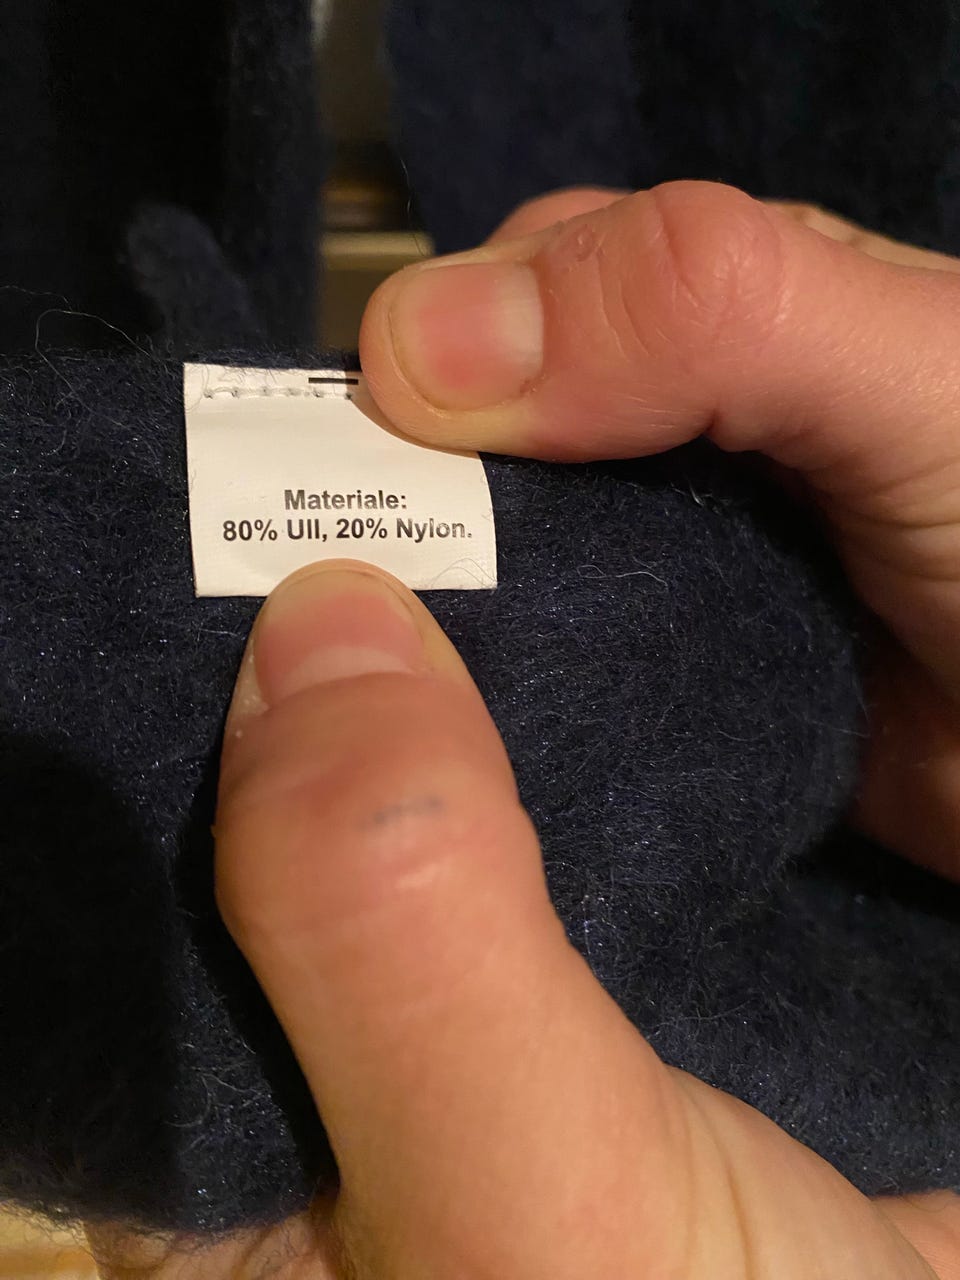 Materiale:
80% Ull, 20% Nylon.